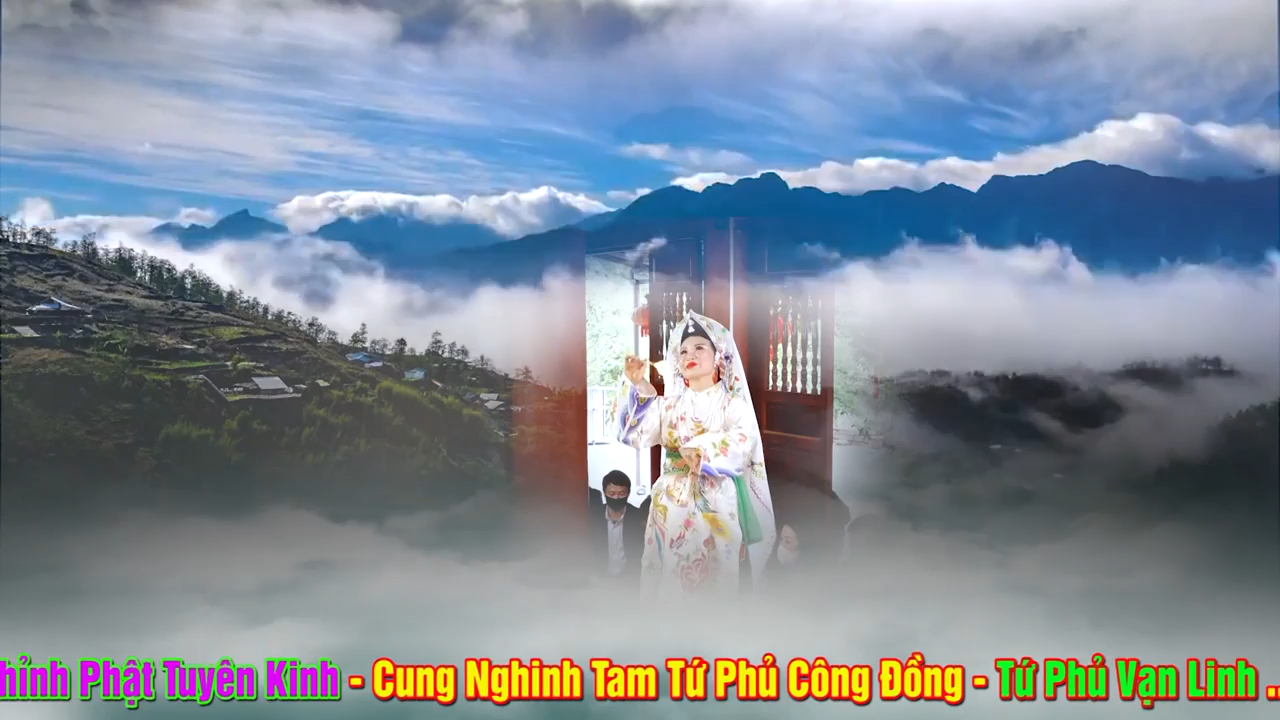 hỉnh Phật Tuyên Kinh - Cung Nghinh Tam Tứ Phủ Công Đồng - Tứ Phủ Vạn Linh ..